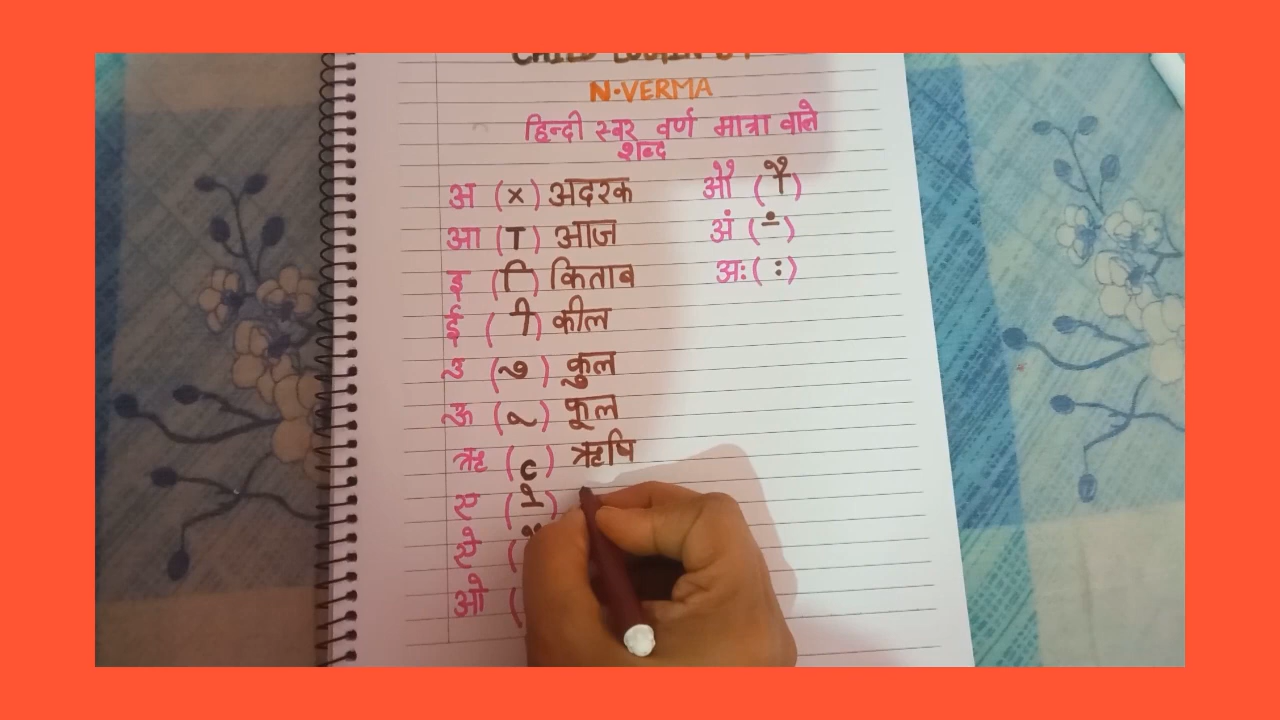 N·VERMA
हिन्दी स्वर वर्ण मात्रा वाले
शब्द
अ (×) अदरक
आ (ा) आज
इ (ि) किताब
ई (ी) कील
उ (ु) कुल
ऊ (ू) कूल
ऋ (ृ) ऋषि
ए (े)
ऐ (
ओ (
औ (ौ)
अं (ं)
अः (ः)